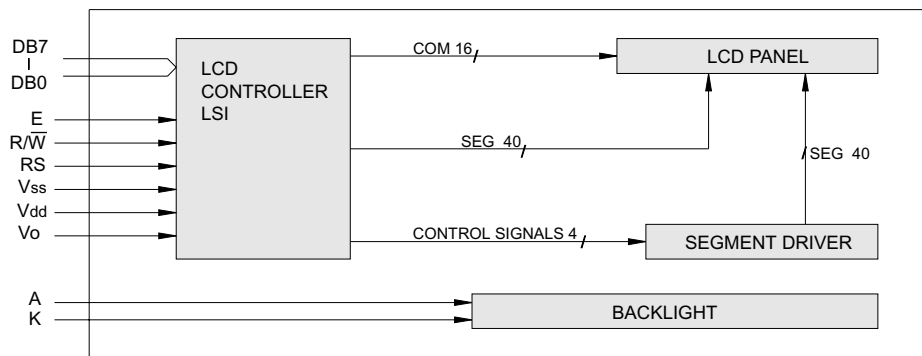 DB7
DB0
E
R/W̅
RS
Vss
Vdd
Vo
A
K
LCD
CONTROLLER
LSI
COM 16
LCD PANEL
SEG 40
SEG 40
CONTROL SIGNALS 4
SEGMENT DRIVER
BACKLIGHT